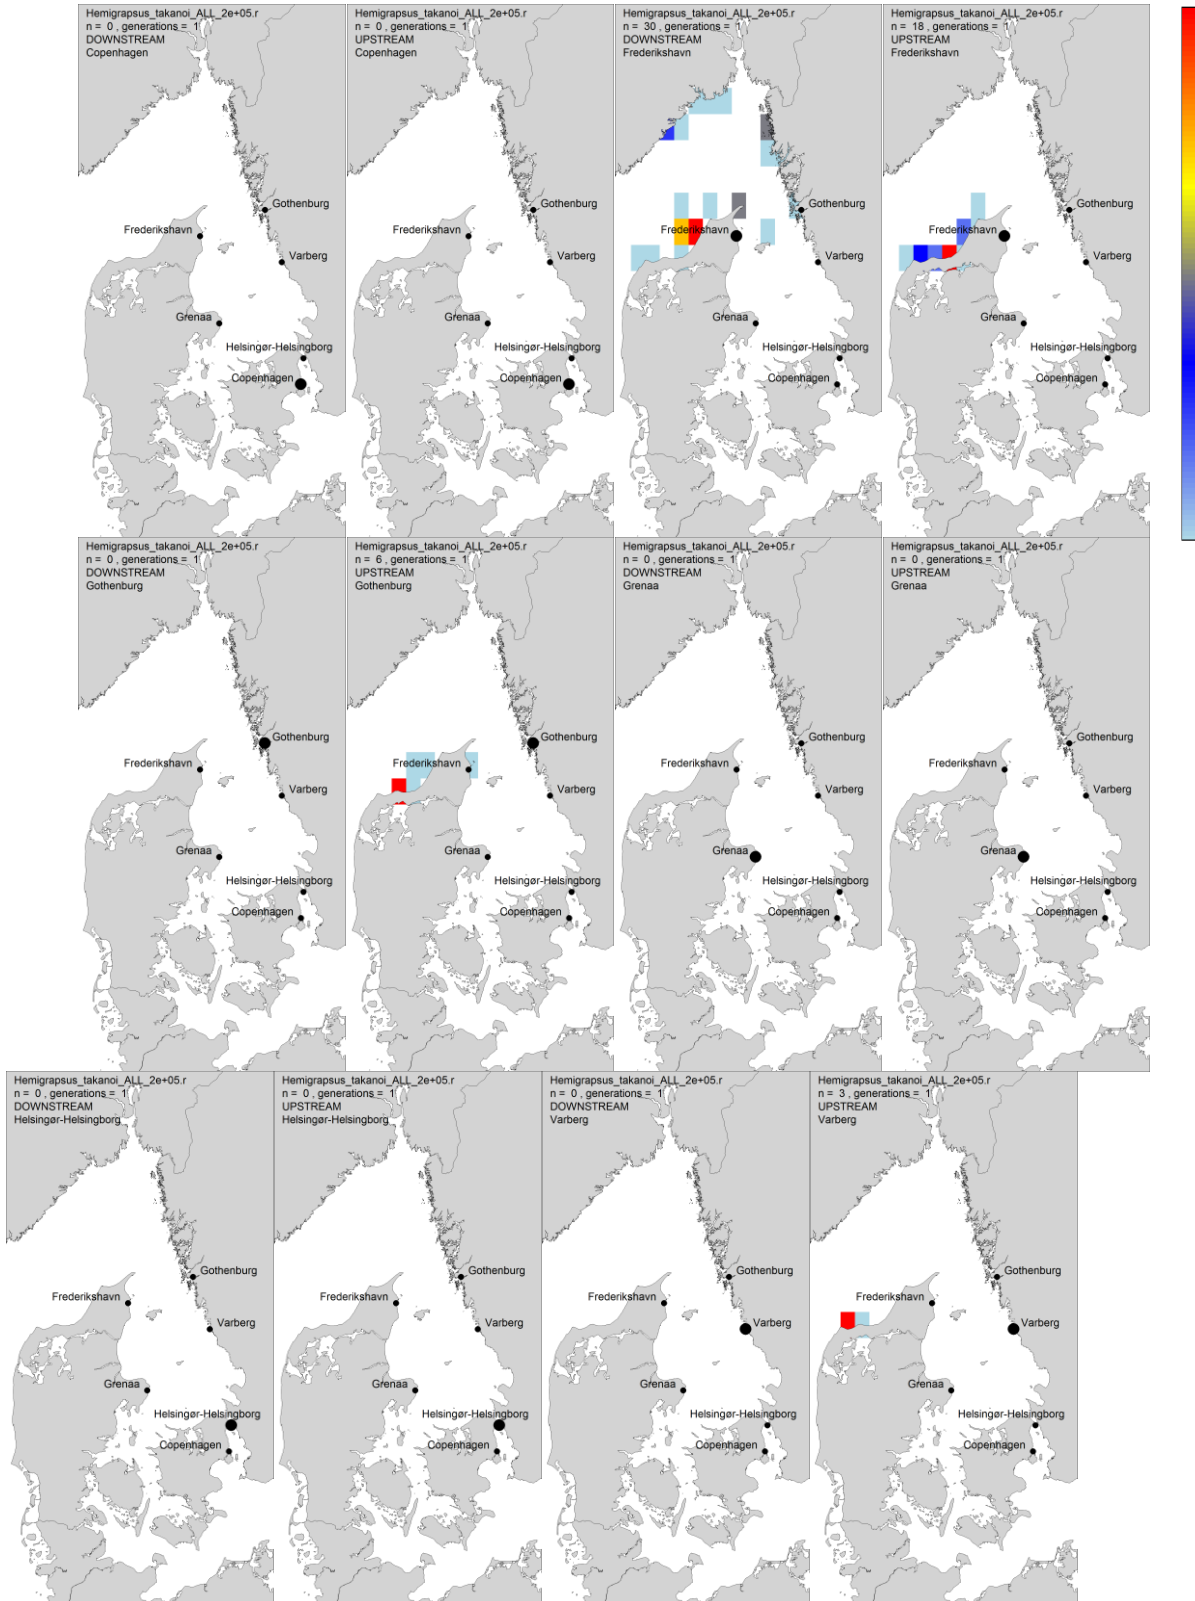 Hemigrapsus_takanoi_ALL_2e+05.r
n = 0 , generations = 1
DOWNSTREAM
Copenhagen
Gothenburg
Frederikshavn
Varberg
Grenaa
Helsingør-Helsingborg
Copenhagen
Hemigrapsus_takanoi_ALL_2e+05.r
n = 0 , generations = 1
UPSTREAM
Copenhagen
Gothenburg
Frederikshavn
Varberg
Grenaa
Helsingør-Helsingborg
Copenhagen
Hemigrapsus_takanoi_ALL_2e+05.r
n = 30 , generations = 1
DOWNSTREAM
Frederikshavn
Gothenburg
Frederikshavn
Varberg
Grenaa
Helsingør-Helsingborg
Copenhagen
Hemigrapsus_takanoi_ALL_2e+05.r
n = 18 , generations = 1
UPSTREAM
Frederikshavn
Gothenburg
Frederikshavn
Varberg
Grenaa
Helsingør-Helsingborg
Copenhagen
Hemigrapsus_takanoi_ALL_2e+05.r
n = 0 , generations = 1
DOWNSTREAM
Gothenburg
Gothenburg
Frederikshavn
Varberg
Grenaa
Helsingør-Helsingborg
Copenhagen
Hemigrapsus_takanoi_ALL_2e+05.r
n = 6 , generations = 1
UPSTREAM
Gothenburg
Gothenburg
Frederikshavn
Varberg
Grenaa
Helsingør-Helsingborg
Copenhagen
Hemigrapsus_takanoi_ALL_2e+05.r
n = 0 , generations = 1
DOWNSTREAM
Grenaa
Gothenburg
Frederikshavn
Varberg
Grenaa
Helsingør-Helsingborg
Copenhagen
Hemigrapsus_takanoi_ALL_2e+05.r
n = 0 , generations = 1
UPSTREAM
Grenaa
Gothenburg
Frederikshavn
Varberg
Grenaa
Helsingør-Helsingborg
Copenhagen
Hemigrapsus_takanoi_ALL_2e+05.r
n = 0 , generations = 1
DOWNSTREAM
Helsingør-Helsingborg
Gothenburg
Frederikshavn
Varberg
Grenaa
Helsingør-Helsingborg
Copenhagen
Hemigrapsus_takanoi_ALL_2e+05.r
n = 0 , generations = 1
UPSTREAM
Helsingør-Helsingborg
Gothenburg
Frederikshavn
Varberg
Grenaa
Helsingør-Helsingborg
Copenhagen
Hemigrapsus_takanoi_ALL_2e+05.r
n = 0 , generations = 1
DOWNSTREAM
Varberg
Gothenburg
Frederikshavn
Varberg
Grenaa
Helsingør-Helsingborg
Copenhagen
Hemigrapsus_takanoi_ALL_2e+05.r
n = 3 , generations = 1
UPSTREAM
Varberg
Gothenburg
Frederikshavn
Varberg
Grenaa
Helsingør-Helsingborg
Copenhagen